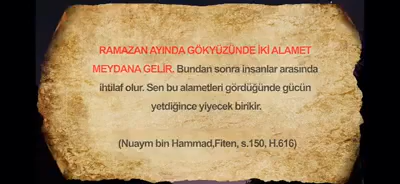 RAMAZAN AYINDA GÖKYÜZÜNDE İKİ ALAMET
MEYDANA GELİR. Bundan sonra insanlar arasında
ihtilaf olur. Sen bu alametleri gördüğünde gücün
yetdiğince yiyecek biriktir.
(Nuaym bin Hammad,Fiten, s.150, H.616)